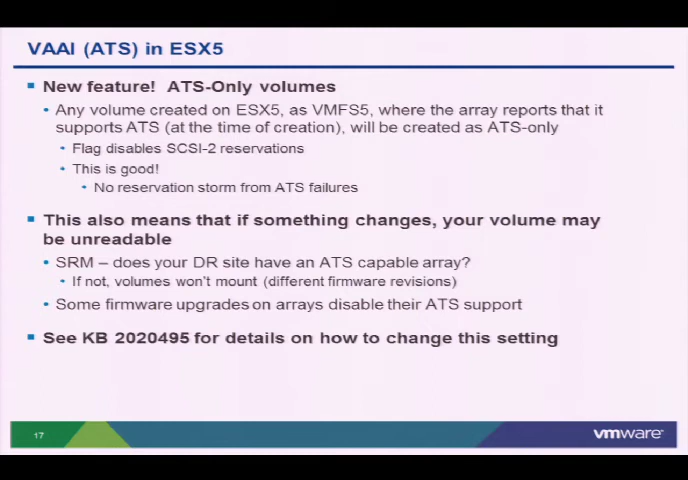 VAAI (ATS) in ESX5
New feature! ATS-Only volumes
Any volume created on ESX5, as VMFS5, where the array reports that it
supports ATS (at the time of creation), will be created as ATS-only
Flag disables SCSI-2 reservations
This is good!
No reservation storm from ATS failures
This also means that if something changes, your volume may
be unreadable
SRM – does your DR site have an ATS capable array?
If not, volumes won't mount (different firmware revisions)
Some firmware upgrades on arrays disable their ATS support
See KB 2020495 for details on how to change this setting
17
vmware